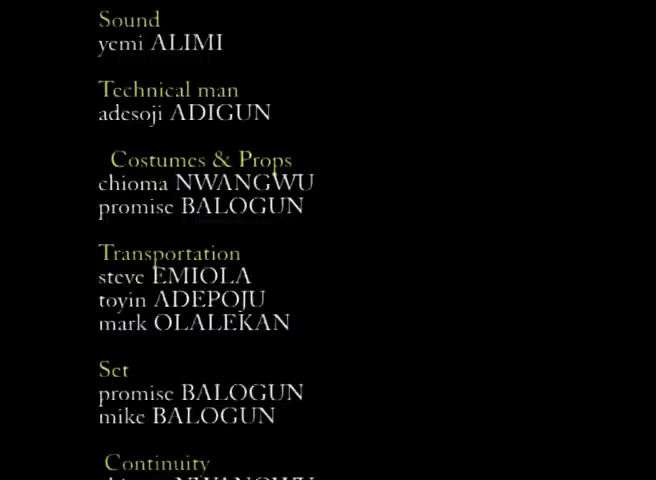 Sound
yemi ALIMI
Technical man
adesoji ADIGUN
Costumes & Props
chioma NWANGWU
promise BALOGUN
Transportation
steve EMIOLA
toyin ADEPOJU
mark OLALEKAN
Set
promise BALOGUN
mike BALOGUN
Continuity